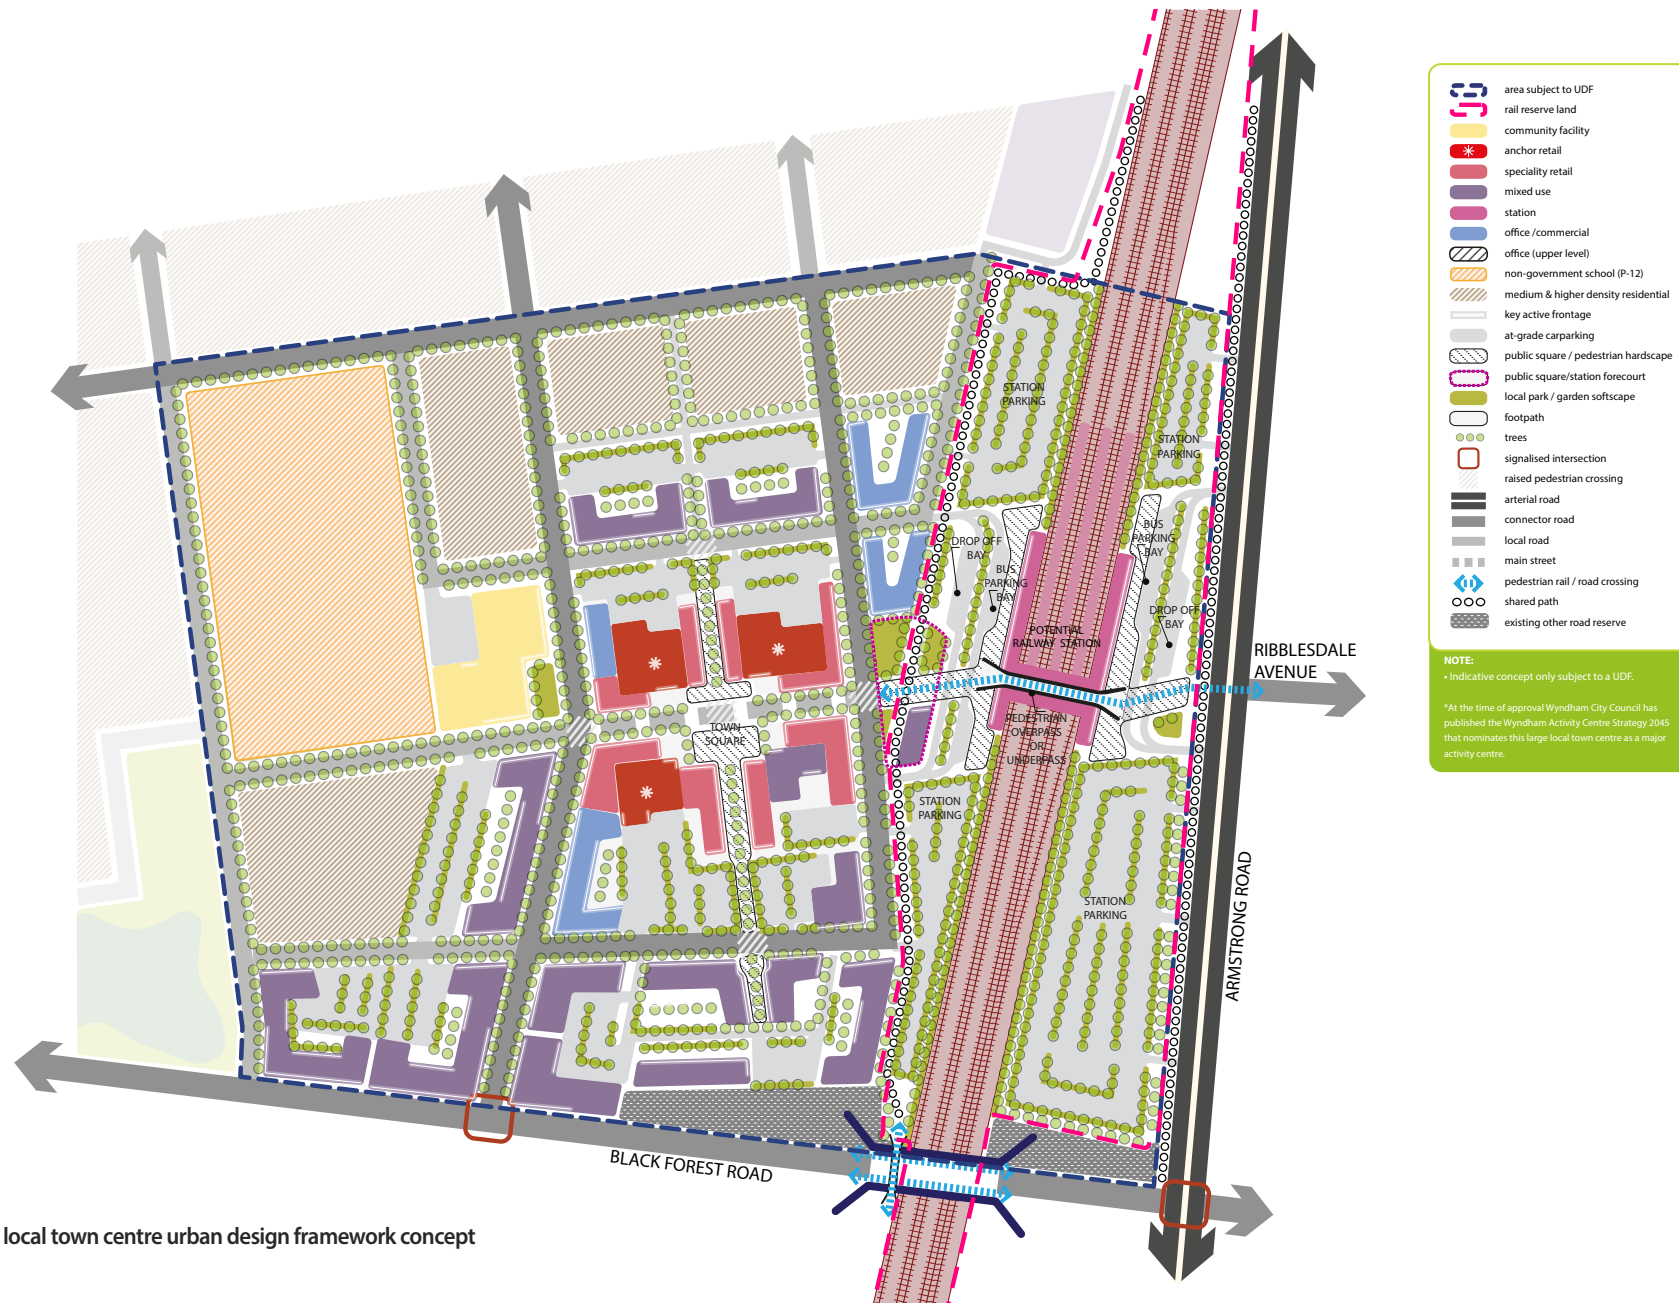 area subject to UDF
rail reserve land
community facility
anchor retail
speciality retail
mixed use
station
office /commercial
office (upper level)
non-government school (P-12)
medium & higher density residential
key active frontage
at-grade carparking
public square / pedestrian hardscape
public square/station forecourt
local park / garden softscape
footpath
trees
signalised intersection
raised pedestrian crossing
arterial road
connector road
local road
main street
pedestrian rail / road crossing
shared path
existing other road reserve
NOTE:
• Indicative concept only subject to a UDF.
*At the time of approval Wyndham City Council has
published the Wyndham Activity Centre Strategy 2045
that nominates this large local town centre as a major
activity centre.
STATION
PARKING
STATION
PARKING
DROP OFF
BAY
BUS
PARKING
BAY
BUS
PARKING
BAY
DROP OFF
BAY
POTENTIAL
RAILWAY STATION
RIBBLESDALE
AVENUE
TOWN
SQUARE
PEDESTRIAN
OVERPASS
OR
UNDERPASS
STATION
PARKING
STATION
PARKING
ARMSTRONG ROAD
BLACK FOREST ROAD
local town centre urban design framework concept